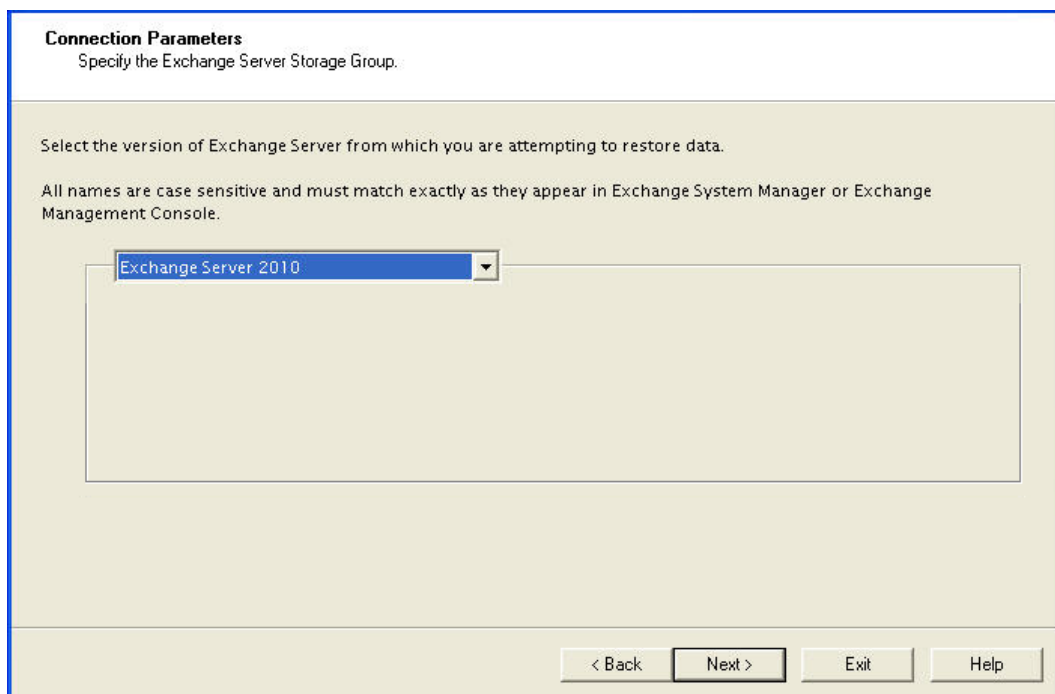 Connection Parameters
Specify the Exchange Server Storage Group.
Select the version of Exchange Server from which you are attempting to restore data.
All names are case sensitive and must match exactly as they appear in Exchange System Manager or Exchange
Management Console.
Exchange Server 2010
< Back
Next >
Exit
Help